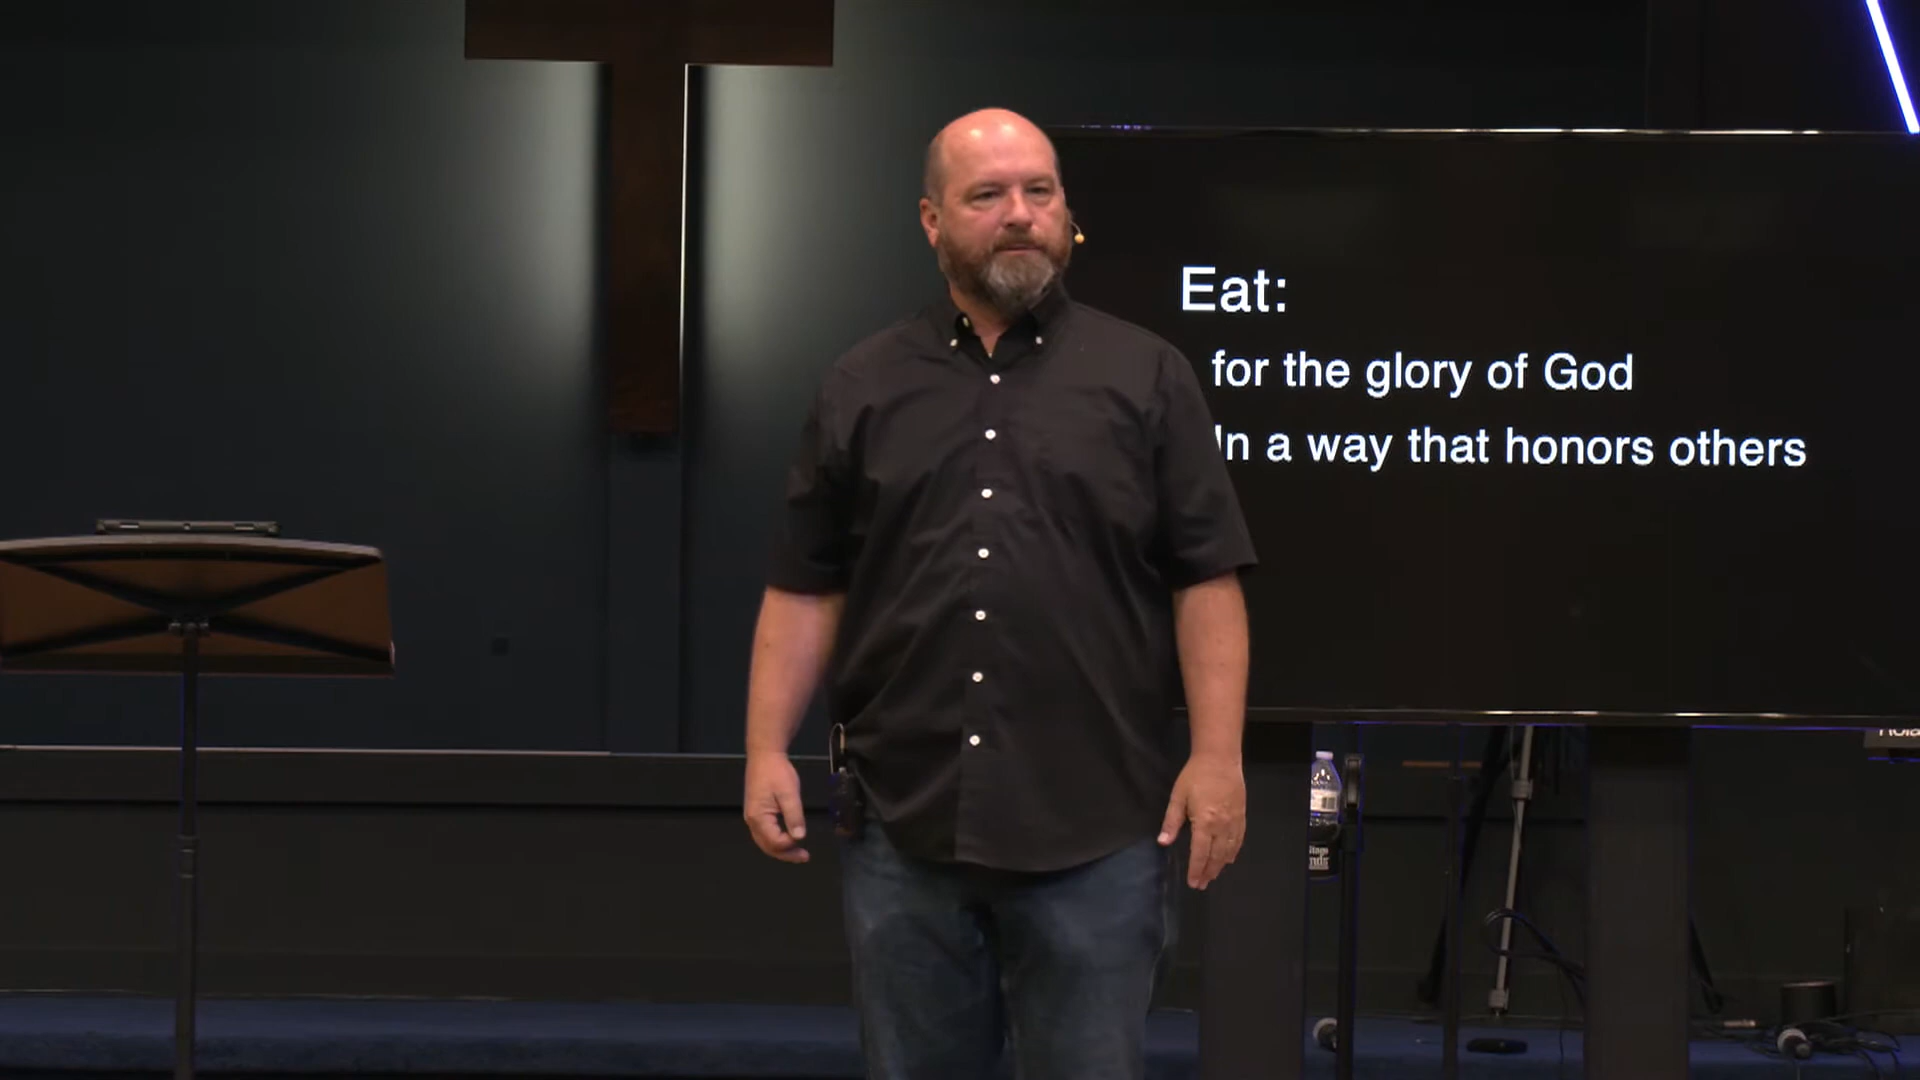 Eat:
for the glory of God
In a way that honors others